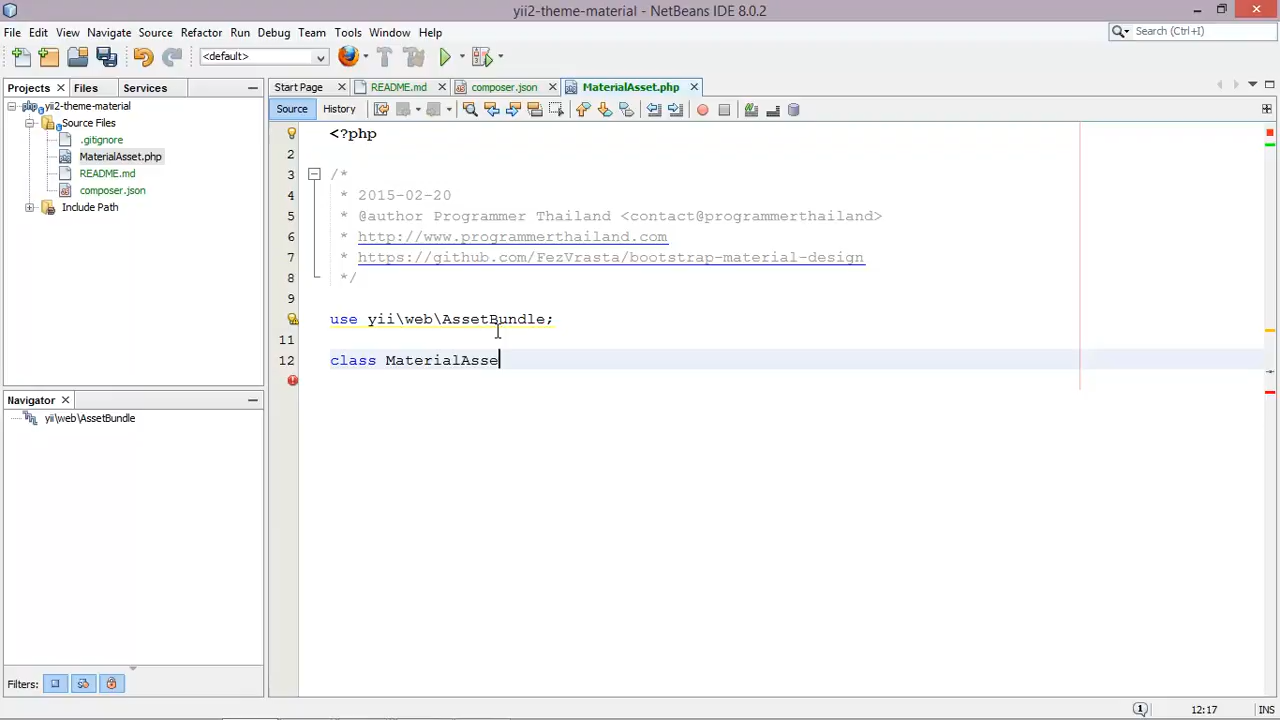 yii2-theme-material - NetBeans IDE 8.0.2
File Edit View Navigate Source Refactor Run Debug Team Tools Window Help
Search (Ctrl+I)
<default>
Projects Files Services
Start Page README.md composer.json MaterialAsset.php
yii2-theme-material
Source Files
.gitignore
MaterialAsset.php
README.md
composer.json
Include Path
Source History
<?php
2
3 /*
4 * 2015-02-20
5 * @author Programmer Thailand <contact@programmerthailand>
6 * http://www.programmerthailand.com
7 * https://github.com/FezVrasta/bootstrap-material-design
8 */
9
use yii\web\AssetBundle;
11
12 class MaterialAsse
Navigator
yii\web\AssetBundle
Filters:
1
12:17 INS